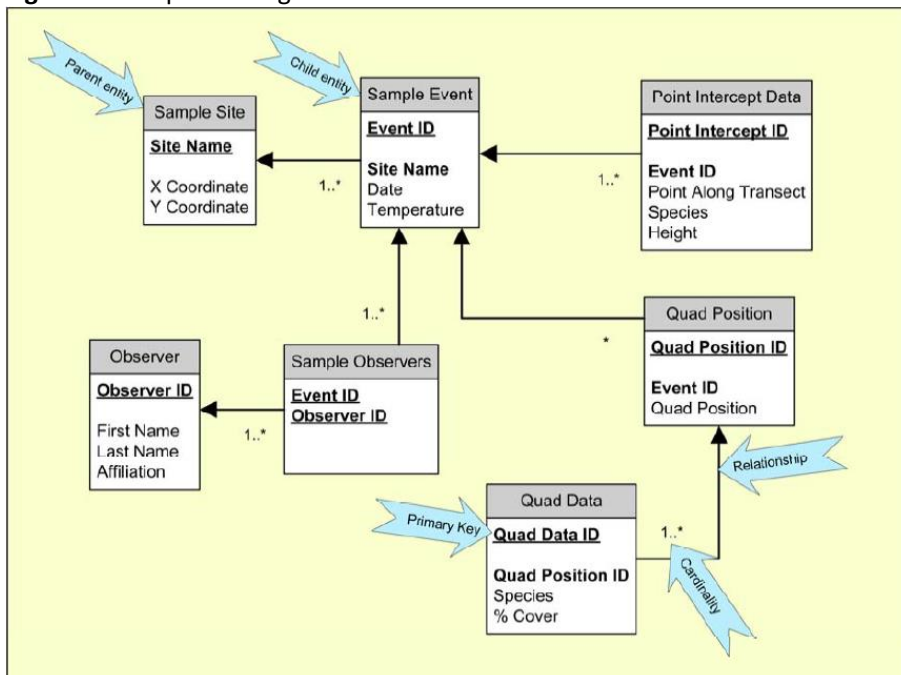 Parent entity
Sample Site
Site Name
X Coordinate
Y Coordinate
1..*
Child entity
Sample Event
Event ID
Site Name
Date
Temperature
1..*
Point Intercept Data
Point Intercept ID
Event ID
Point Along Transect
Species
Height
1..*
Observer
Observer ID
First Name
Last Name
Affiliation
1..*
Sample Observers
Event ID
Observer ID
*
Quad Position
Quad Position ID
Event ID
Quad Position
Relationship
Primary Key
Quad Data
Quad Data ID
Quad Position ID
Species
% Cover
1..*
Cardinality